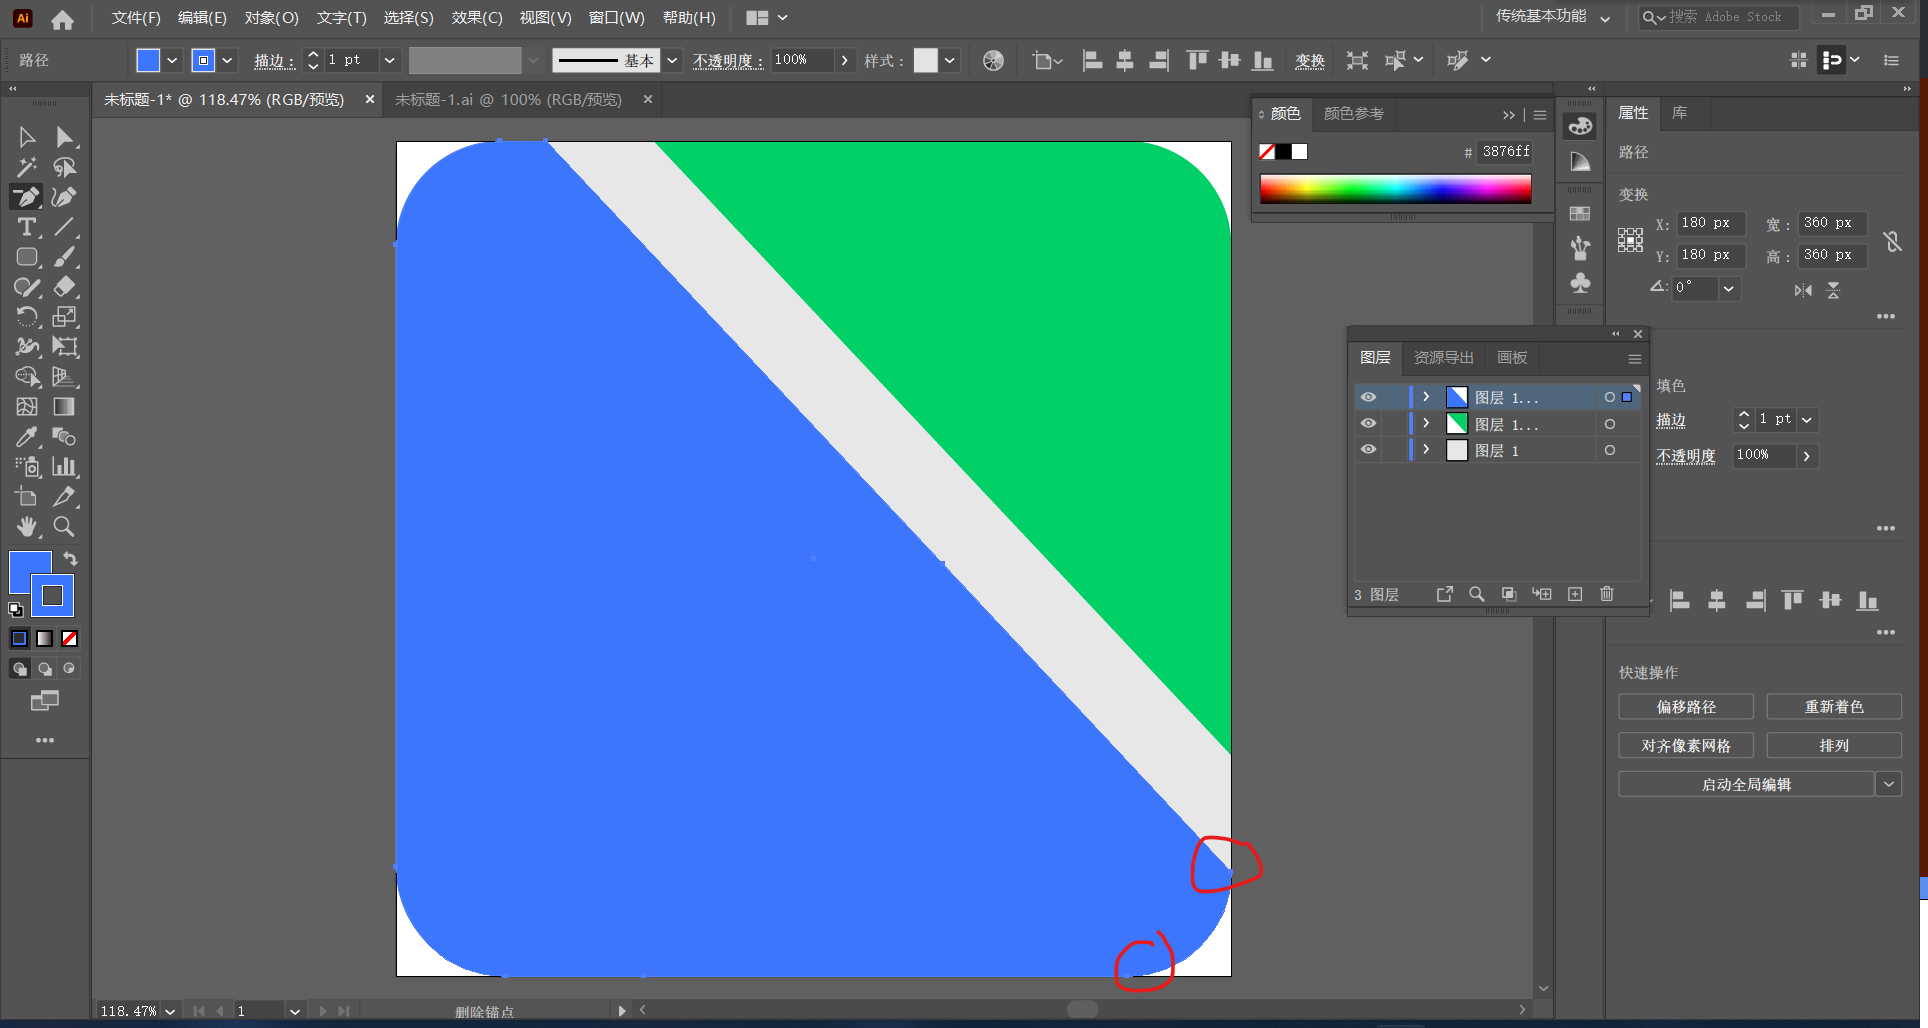 Ai 文件(F) 编辑(E) 对象(O) 文字(T) 选择(S) 效果(C) 视图(V) 窗口(W) 帮助(H) 传统基本功能 搜索 Adobe Stock
路径 描边： 1 pt 基本 不透明度： 100% 样式： 变换
未标题-1* @ 118.47% (RGB/预览) × 未标题-1.ai @ 100% (RGB/预览) ×
颜色 颜色参考
# 3876ff
属性 库
路径
变换
X: 180 px 宽： 360 px
Y: 180 px 高： 360 px
0°
图层 资源导出 画板
图层 1...
图层 1...
图层 1
3 图层
填色
描边 1 pt
不透明度 100%
快速操作
偏移路径 重新着色
对齐像素网格 排列
启动全局编辑
118.47% 1 删除锚点